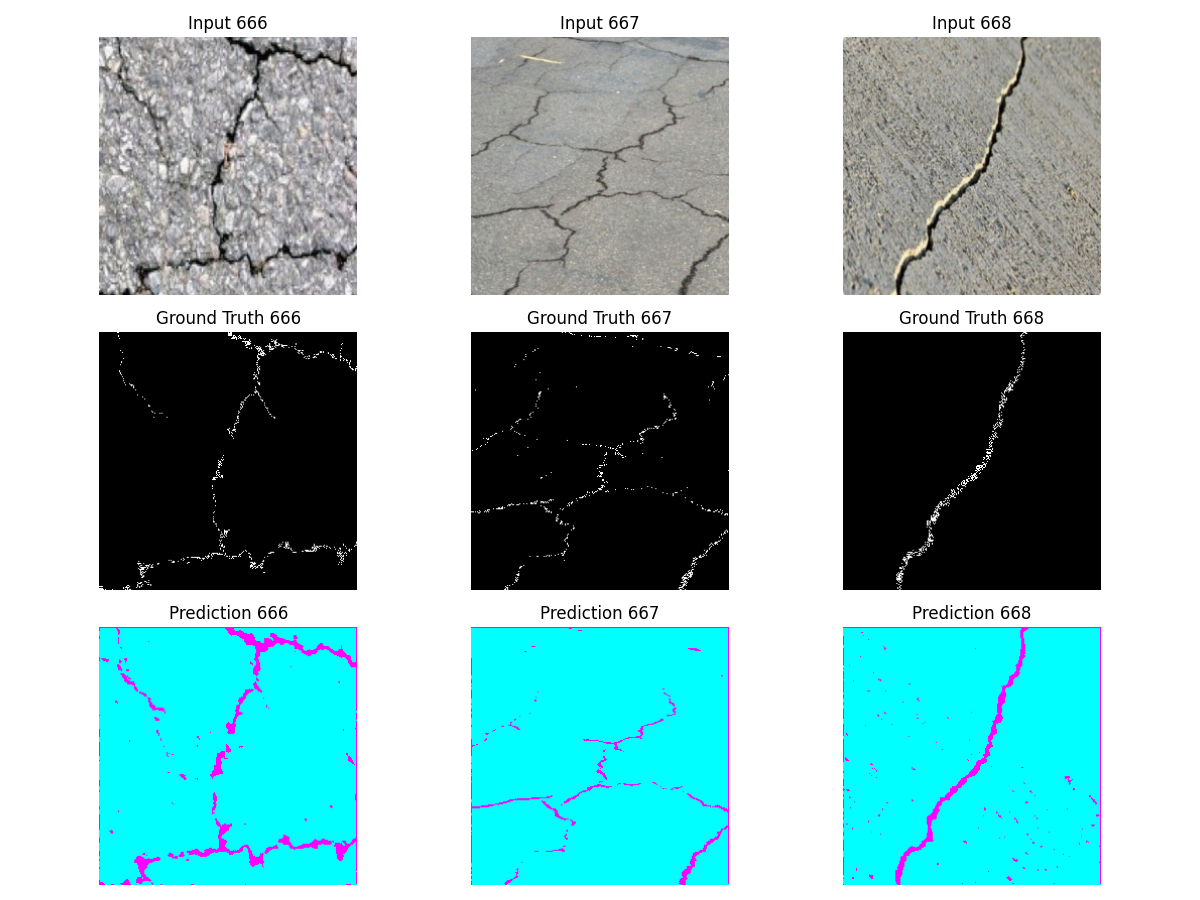 Input 666
Input 667
Input 668
Ground Truth 666
Ground Truth 667
Ground Truth 668
Prediction 666
Prediction 667
Prediction 668